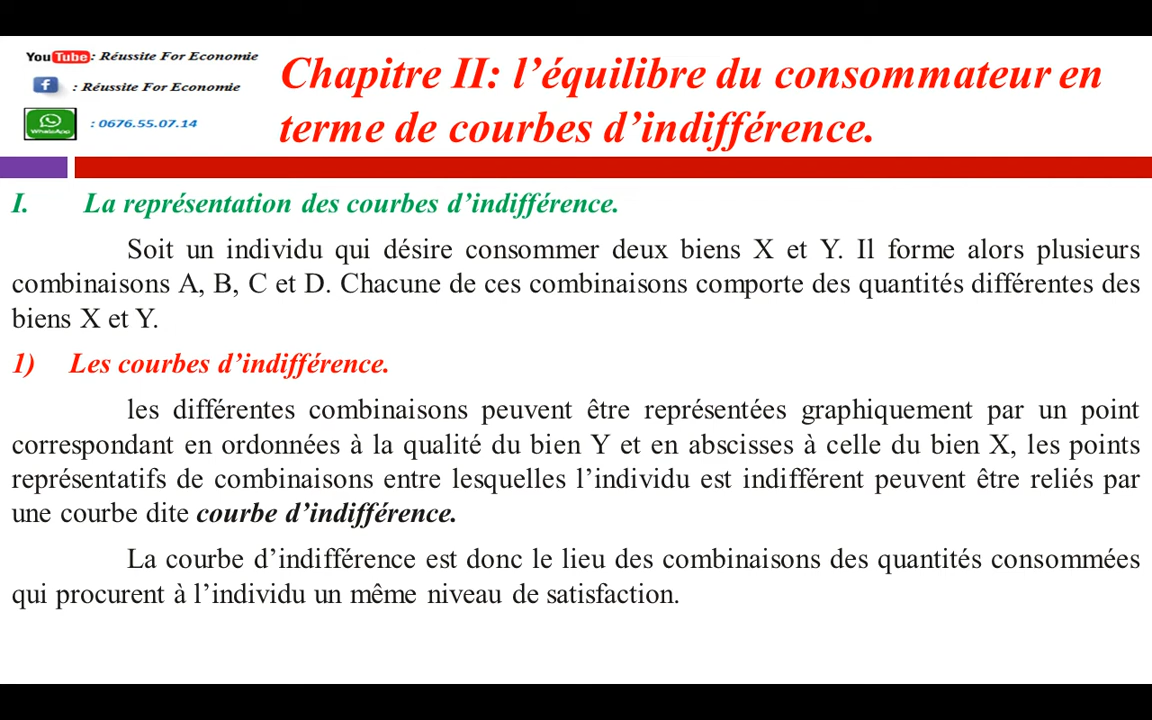 YouTube : Réussite For Economie
: Réussite For Economie
WhatsApp : 0676.55.07.14
Chapitre II: l’équilibre du consommateur en
terme de courbes d’indifférence.
I. La représentation des courbes d’indifférence.
Soit un individu qui désire consommer deux biens X et Y. Il forme alors plusieurs
combinaisons A, B, C et D. Chacune de ces combinaisons comporte des quantités différentes des
biens X et Y.
1) Les courbes d’indifférence.
les différentes combinaisons peuvent être représentées graphiquement par un point
correspondant en ordonnées à la qualité du bien Y et en abscisses à celle du bien X, les points
représentatifs de combinaisons entre lesquelles l’individu est indifférent peuvent être reliés par
une courbe dite courbe d’indifférence.
La courbe d’indifférence est donc le lieu des combinaisons des quantités consommées
qui procurent à l’individu un même niveau de satisfaction.